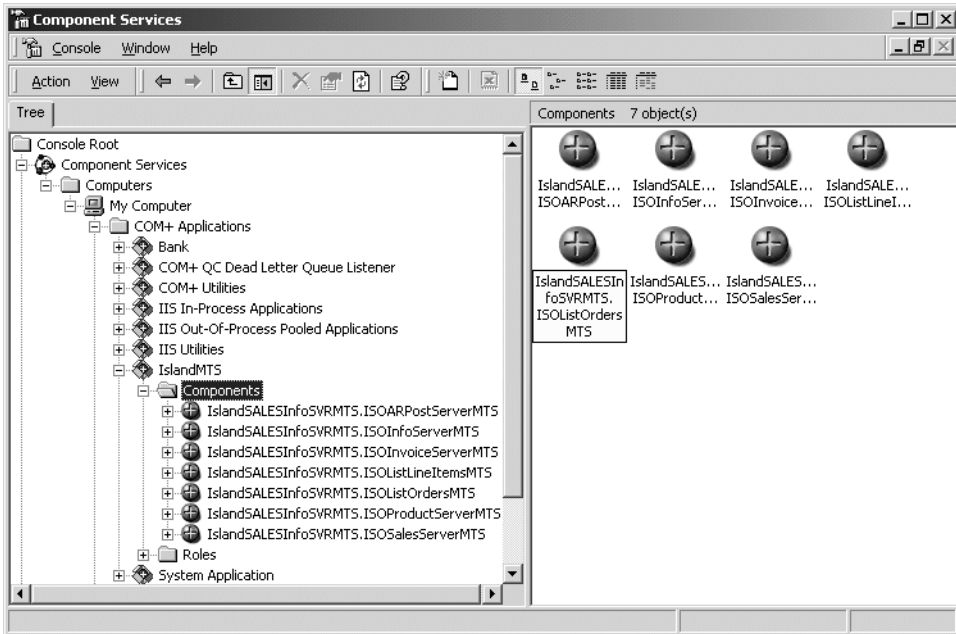 Component Services
Console Window Help
Action View
Tree
Components 7 object(s)
Console Root
Component Services
Computers
My Computer
COM+ Applications
Bank
COM+ QC Dead Letter Queue Listener
COM+ Utilities
IIS In-Process Applications
IIS Out-Of-Process Pooled Applications
IIS Utilities
IslandMTS
Components
IslandSALESInfoSVRMTS.ISOARPostServerMTS
IslandSALESInfoSVRMTS.ISOInfoServerMTS
IslandSALESInfoSVRMTS.ISOInvoiceServerMTS
IslandSALESInfoSVRMTS.ISOListLineItemsMTS
IslandSALESInfoSVRMTS.ISOListOrdersMTS
IslandSALESInfoSVRMTS.ISOProductServerMTS
IslandSALESInfoSVRMTS.ISOSalesServerMTS
Roles
System Application
IslandSALE... IslandSALE... IslandSALE... IslandSALE...
ISOARPost... ISOInfoSer... ISOInvoice... ISOListLineI...
IslandSALESIn IslandSALES... IslandSALES...
foSVRMTS. ISOProduct... ISOSalesSer...
ISOListOrders
MTS